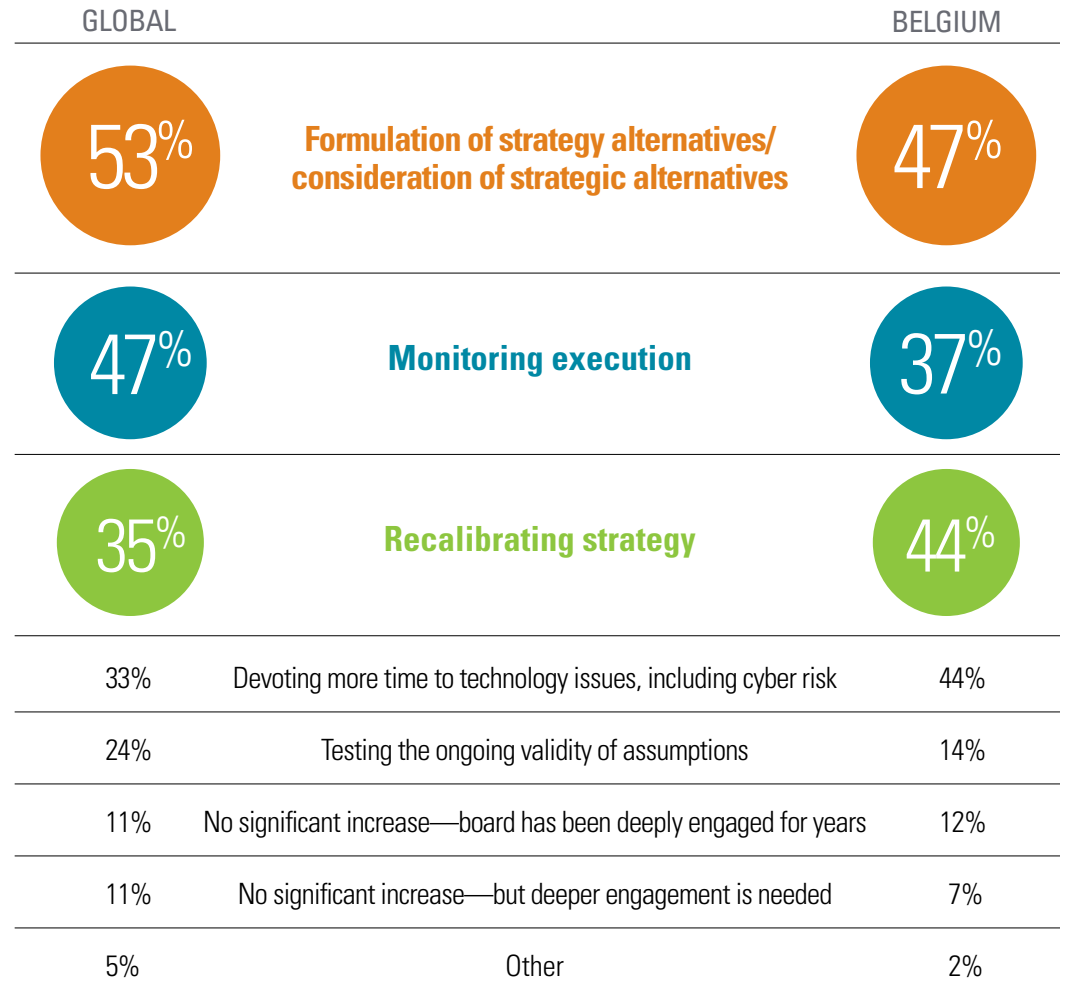 GLOBAL BELGIUM
53% Formulation of strategy alternatives/ 47%
consideration of strategic alternatives
47% Monitoring execution 37%
35% Recalibrating strategy 44%
33% Devoting more time to technology issues, including cyber risk 44%
24% Testing the ongoing validity of assumptions 14%
11% No significant increase—board has been deeply engaged for years 12%
11% No significant increase—but deeper engagement is needed 7%
5% Other 2%